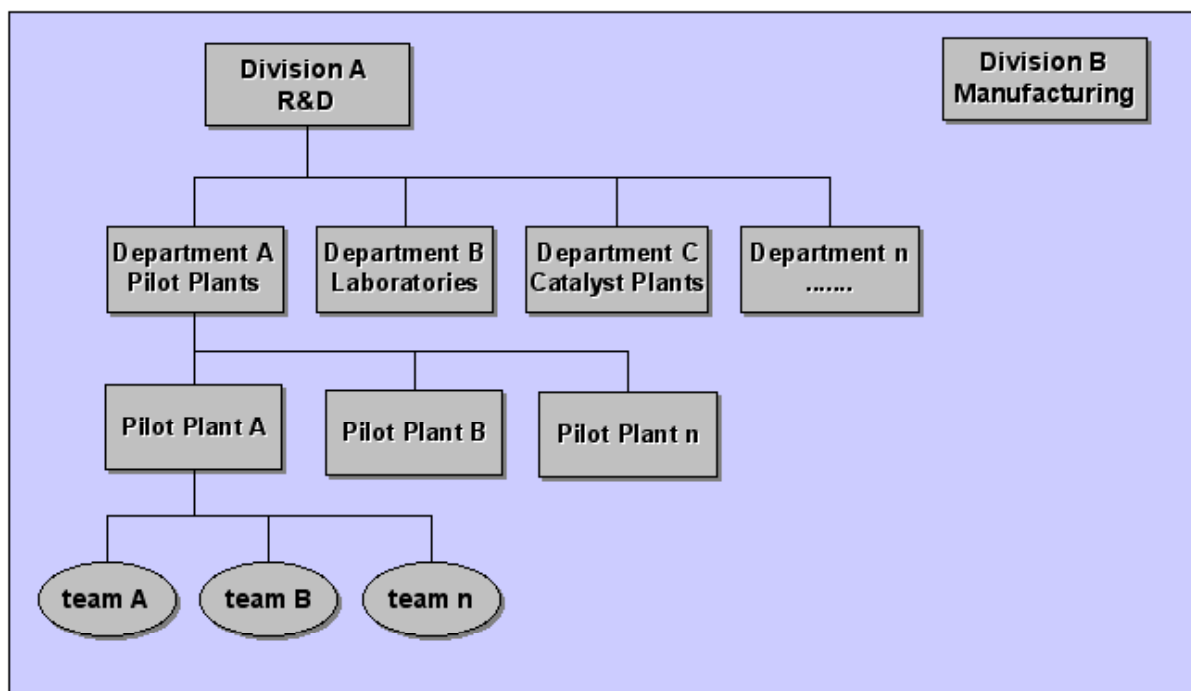 Division A
R&D
Division B
Manufacturing
Department A
Pilot Plants
Department B
Laboratories
Department C
Catalyst Plants
Department n
.......
Pilot Plant A
Pilot Plant B
Pilot Plant n
team A
team B
team n